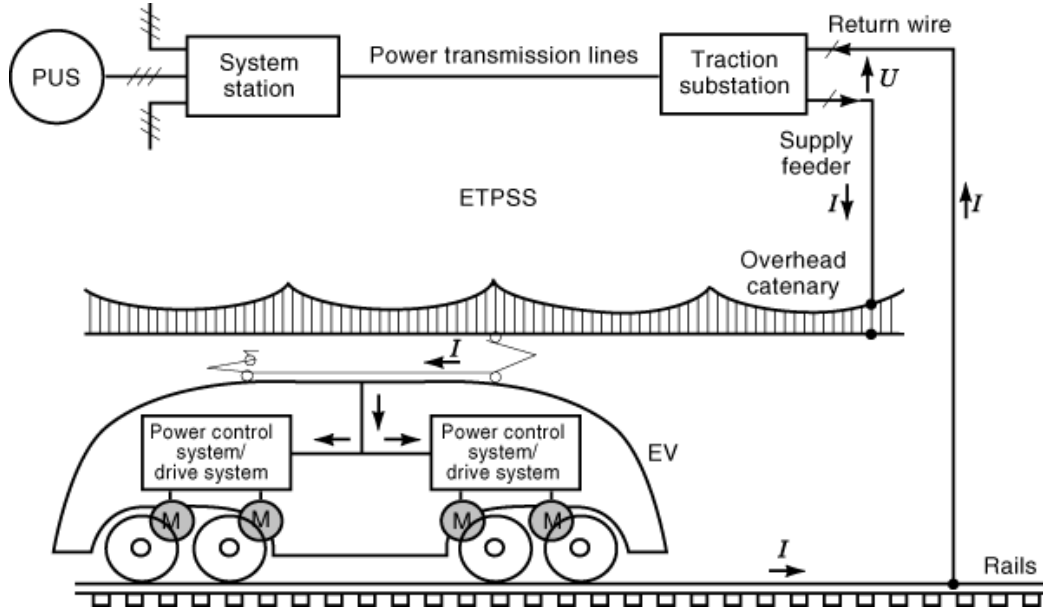 Return wire
PUS
System
station
Power transmission lines
Traction
substation
U
Supply
feeder
I
I
ETPSS
Overhead
catenary
I
Power control
system/
drive system
Power control
system/
drive system
EV
M
M
M
M
I
Rails